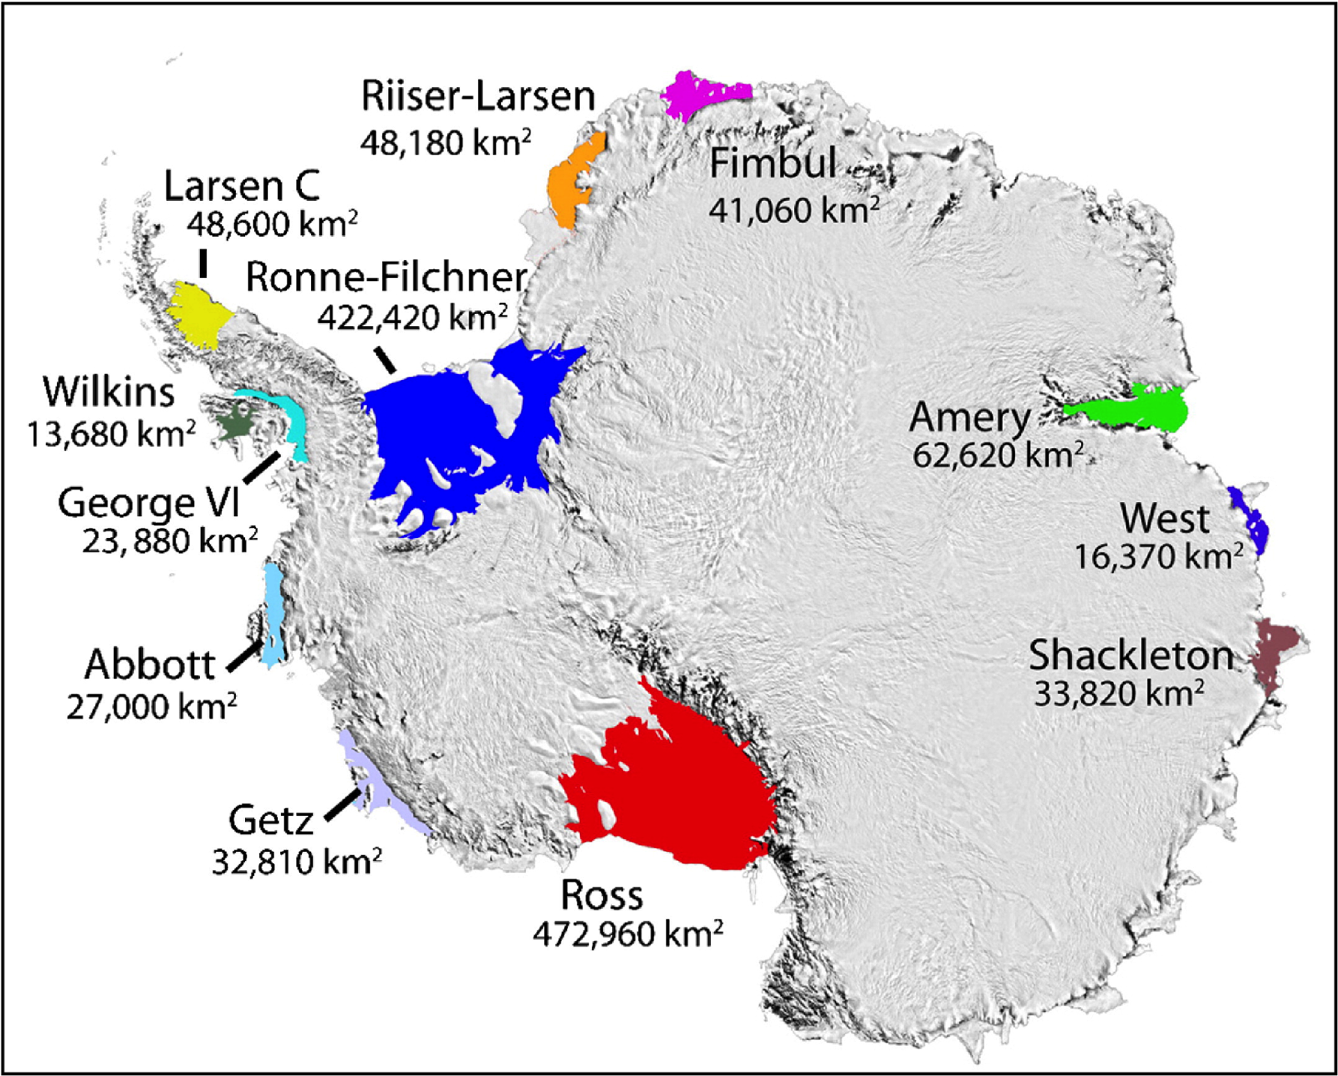 Riiser-Larsen
48,180 km²
Fimbul
41,060 km²
Larsen C
48,600 km²
Ronne-Filchner
422,420 km²
Wilkins
13,680 km²
Amery
62,620 km²
George VI
23, 880 km²
West
16,370 km²
Abbott
27,000 km²
Shackleton
33,820 km²
Getz
32,810 km²
Ross
472,960 km²